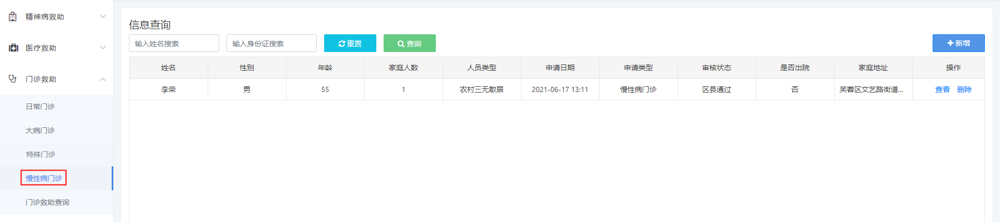 精神病救助
医疗救助
门诊救助
日常门诊
大病门诊
特殊门诊
慢性病门诊
门诊救助查询
信息查询
输入姓名搜索 输入身份证搜索 重置 查询 新增
姓名 性别 年龄 家庭人数 人员类型 申请日期 申请类型 审核状态 是否出院 家庭地址 操作
李荣 男 55 1 农村三无散居 2021-06-17 13:11 慢性病门诊 区县通过 否 芙蓉区文艺路街道... 查看 删除